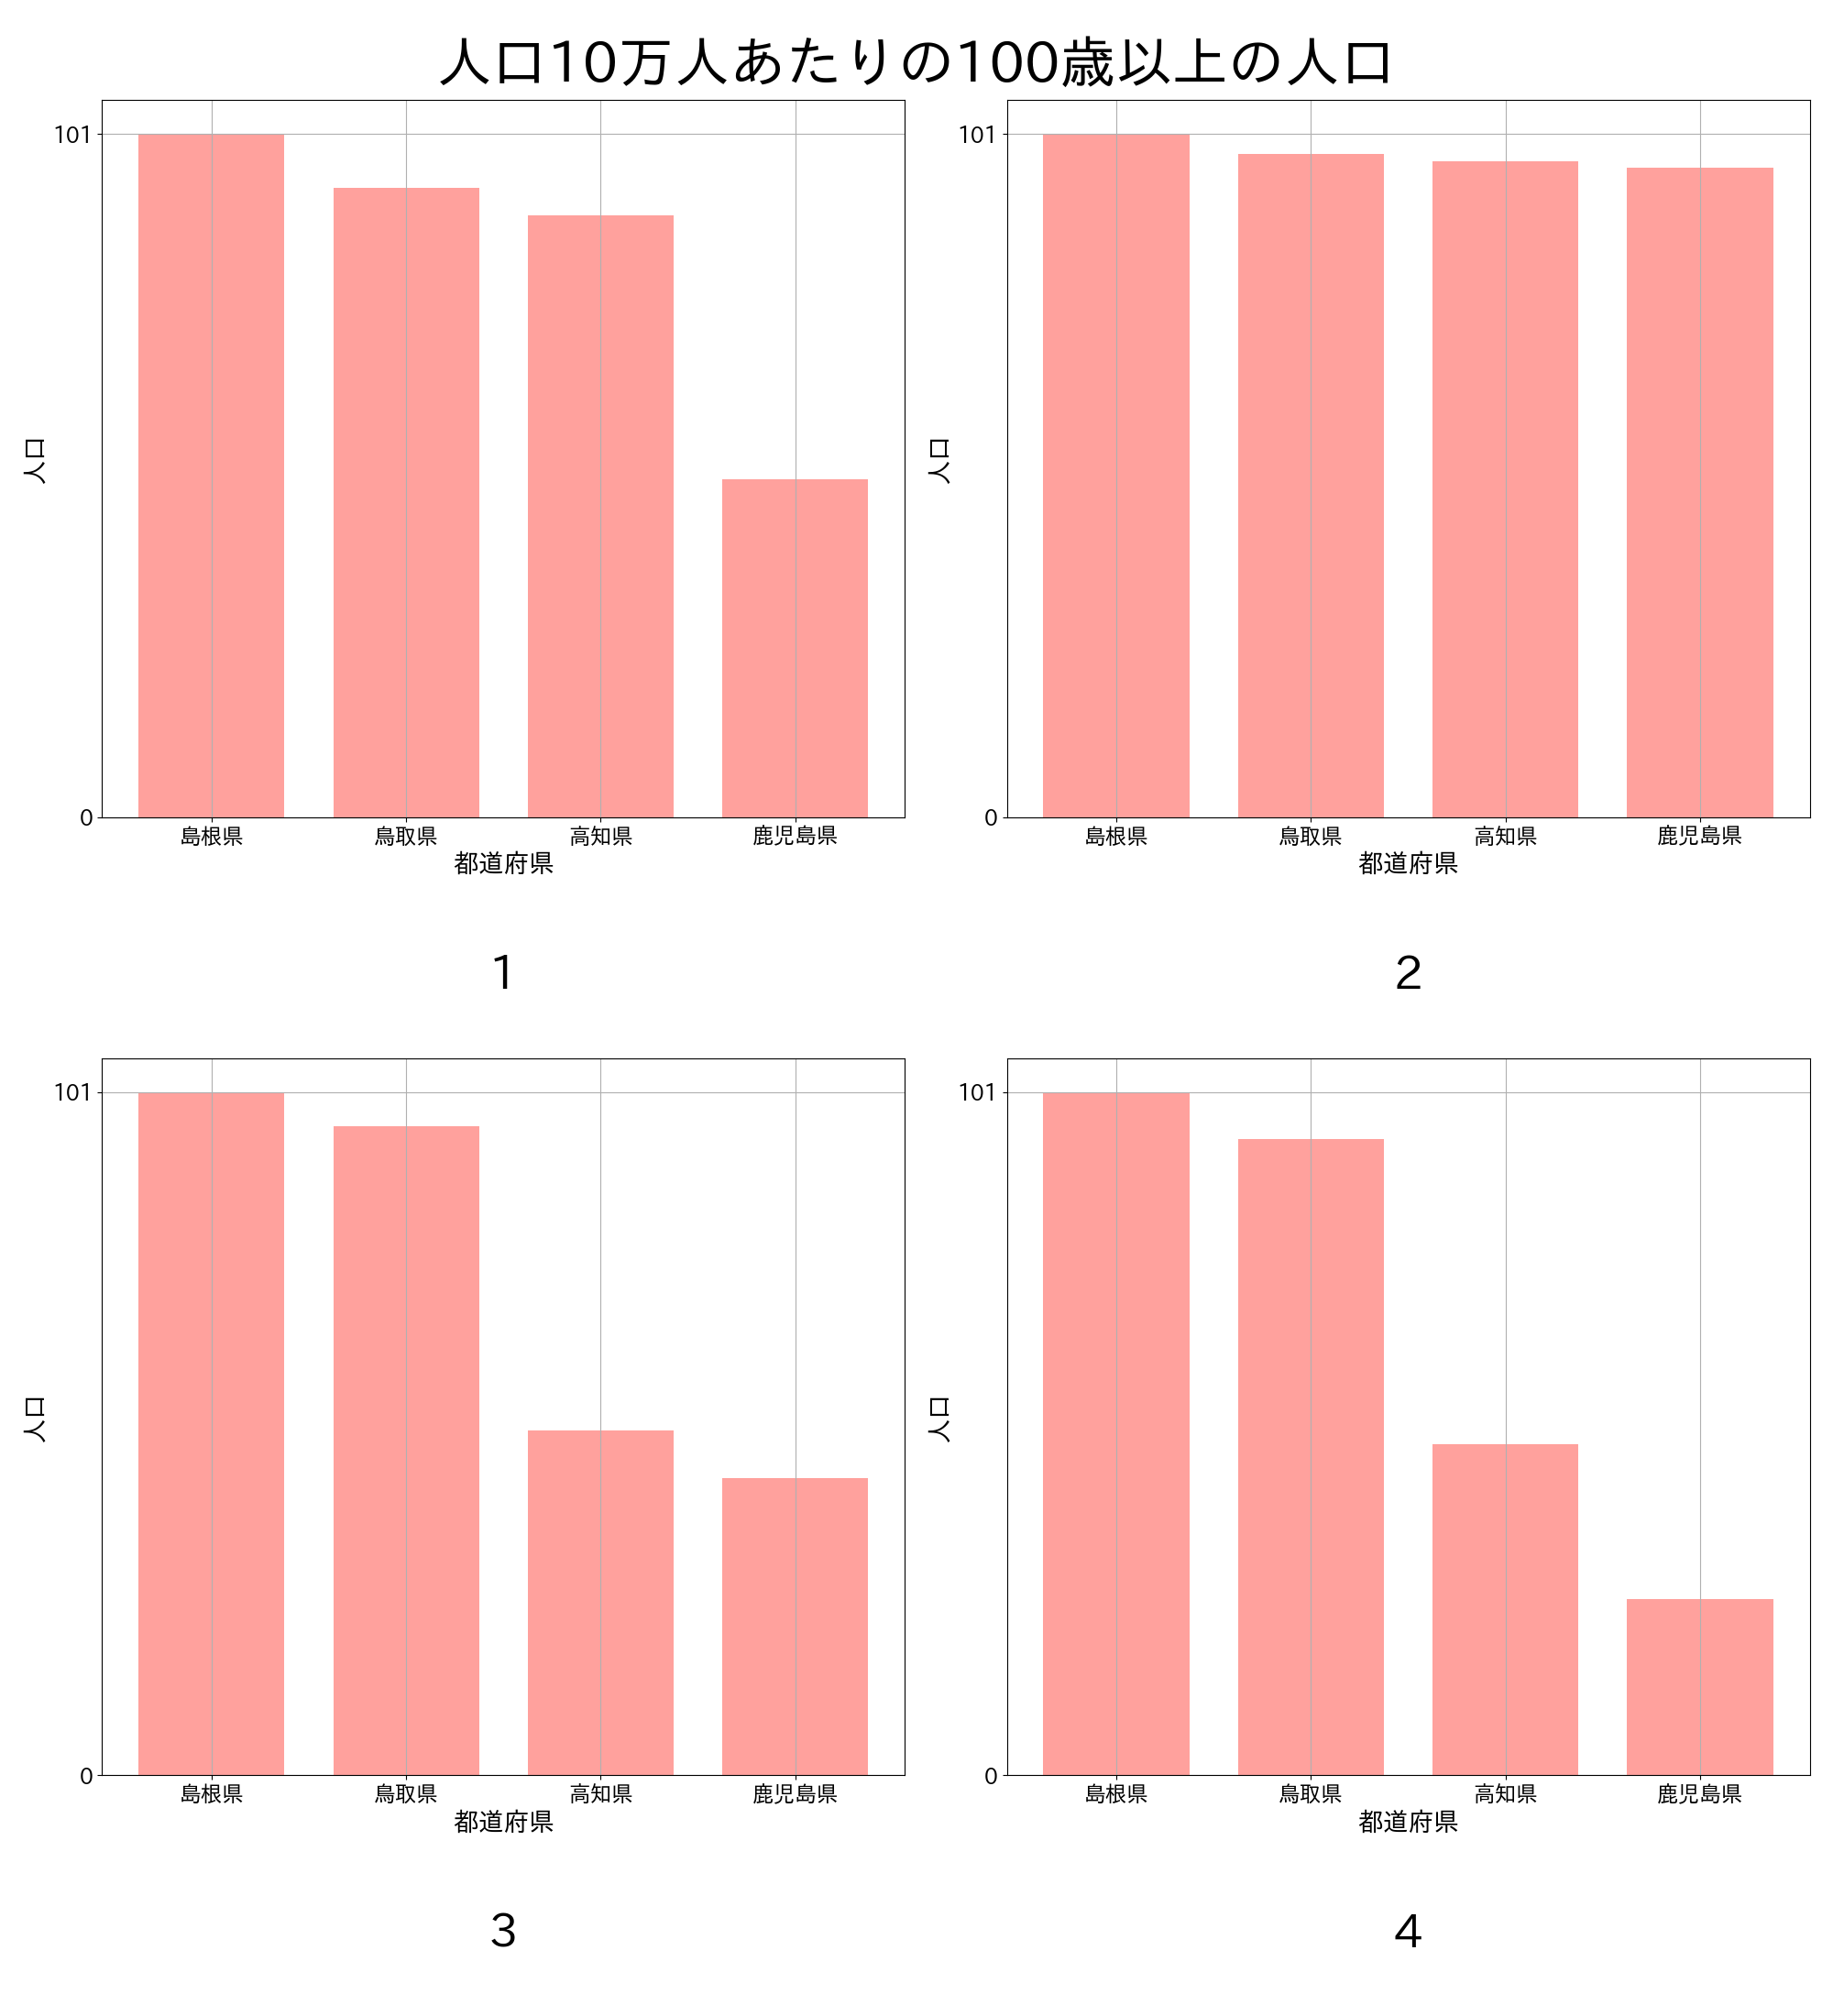 人口10万人あたりの100歳以上の人口
101
0
人口
島根県 鳥取県 高知県 鹿児島県
都道府県
1
101
0
人口
島根県 鳥取県 高知県 鹿児島県
都道府県
2
101
0
人口
島根県 鳥取県 高知県 鹿児島県
都道府県
3
101
0
人口
島根県 鳥取県 高知県 鹿児島県
都道府県
4